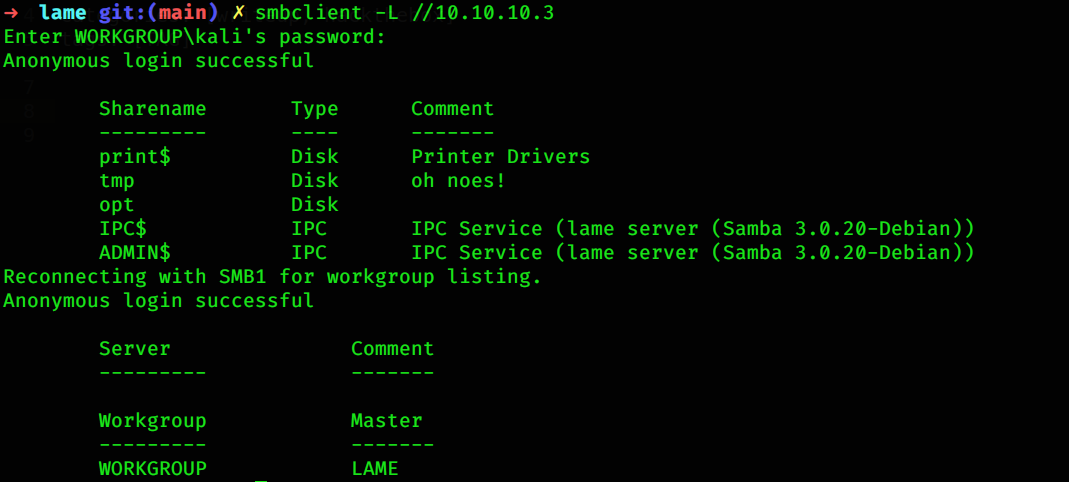 → lame git:(main) ✗ smbclient -L //10.10.10.3
Enter WORKGROUP\kali's password:
Anonymous login successful
Sharename Type Comment
--------- ---- -------
print$ Disk Printer Drivers
tmp Disk oh noes!
opt Disk
IPC$ IPC IPC Service (lame server (Samba 3.0.20-Debian))
ADMIN$ IPC IPC Service (lame server (Samba 3.0.20-Debian))
Reconnecting with SMB1 for workgroup listing.
Anonymous login successful
Server Comment
--------- -------
Workgroup Master
--------- -------
WORKGROUP LAME